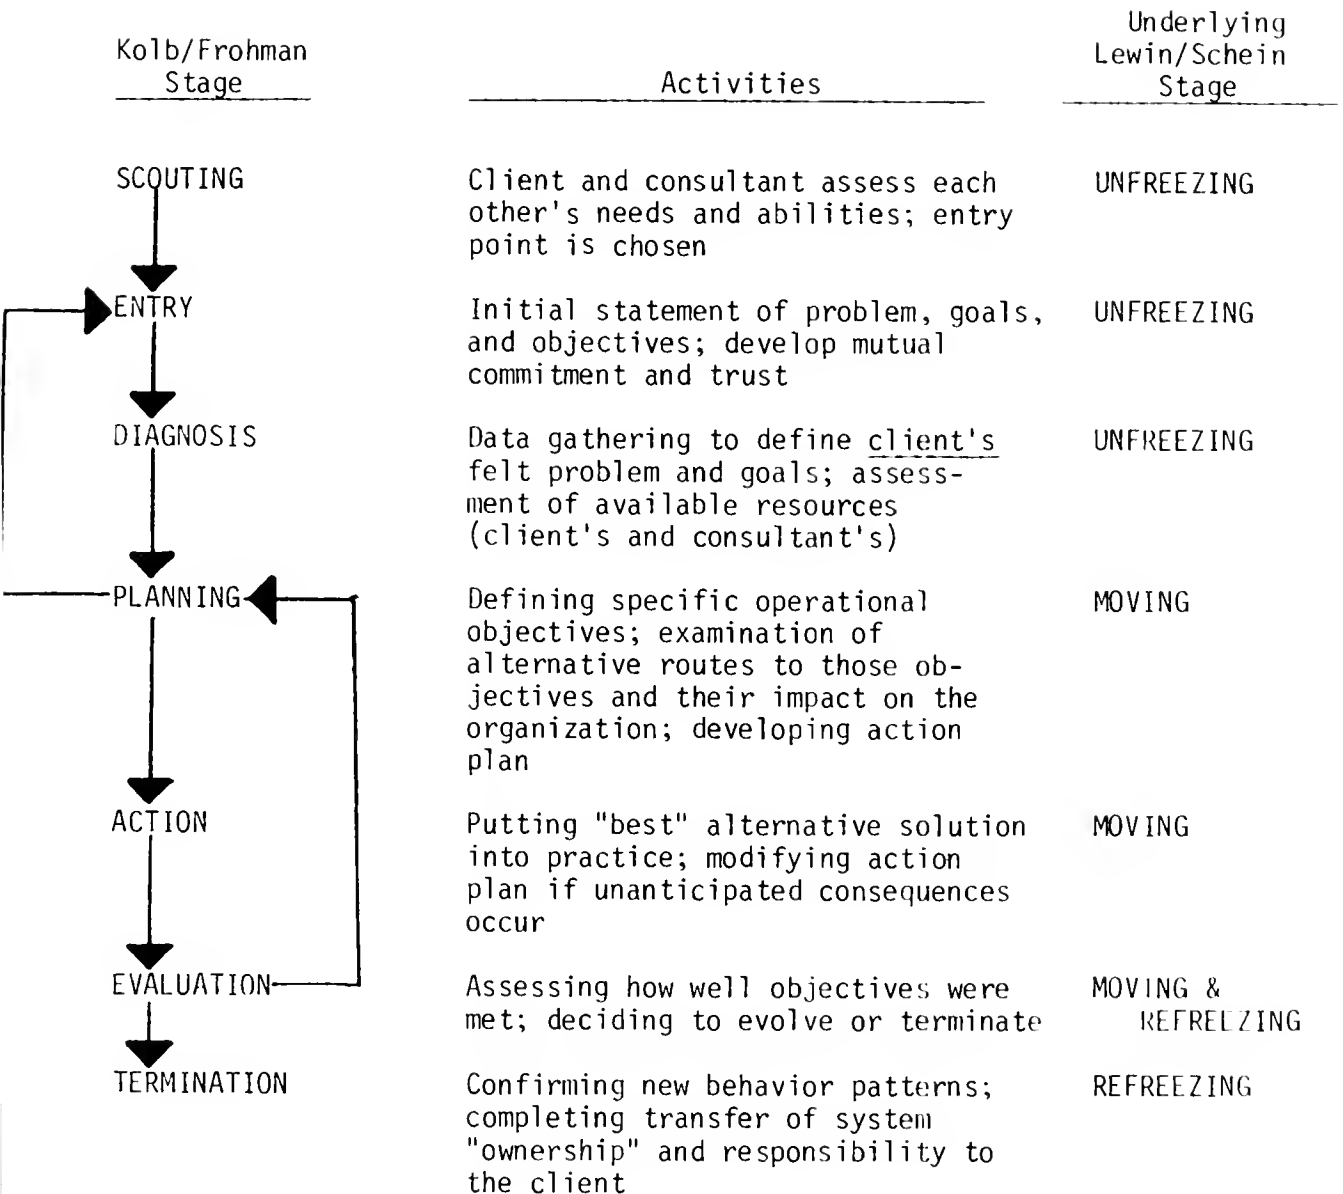 Kolb/Frohman
Stage
Activities
Underlying
Lewin/Schein
Stage
SCOUTING
Client and consultant assess each
other's needs and abilities; entry
point is chosen
UNFREEZING
ENTRY
Initial statement of problem, goals,
and objectives; develop mutual
commitment and trust
UNFREEZING
DIAGNOSIS
Data gathering to define client's
felt problem and goals; assess-
ment of available resources
(client's and consultant's)
UNFREEZING
PLANNING
Defining specific operational
objectives; examination of
alternative routes to those ob-
jectives and their impact on the
organization; developing action
plan
MOVING
ACTION
Putting "best" alternative solution
into practice; modifying action
plan if unanticipated consequences
occur
MOVING
EVALUATION
Assessing how well objectives were
met; deciding to evolve or terminate
MOVING &
REFREEZING
TERMINATION
Confirming new behavior patterns;
completing transfer of system
"ownership" and responsibility to
the client
REFREEZING